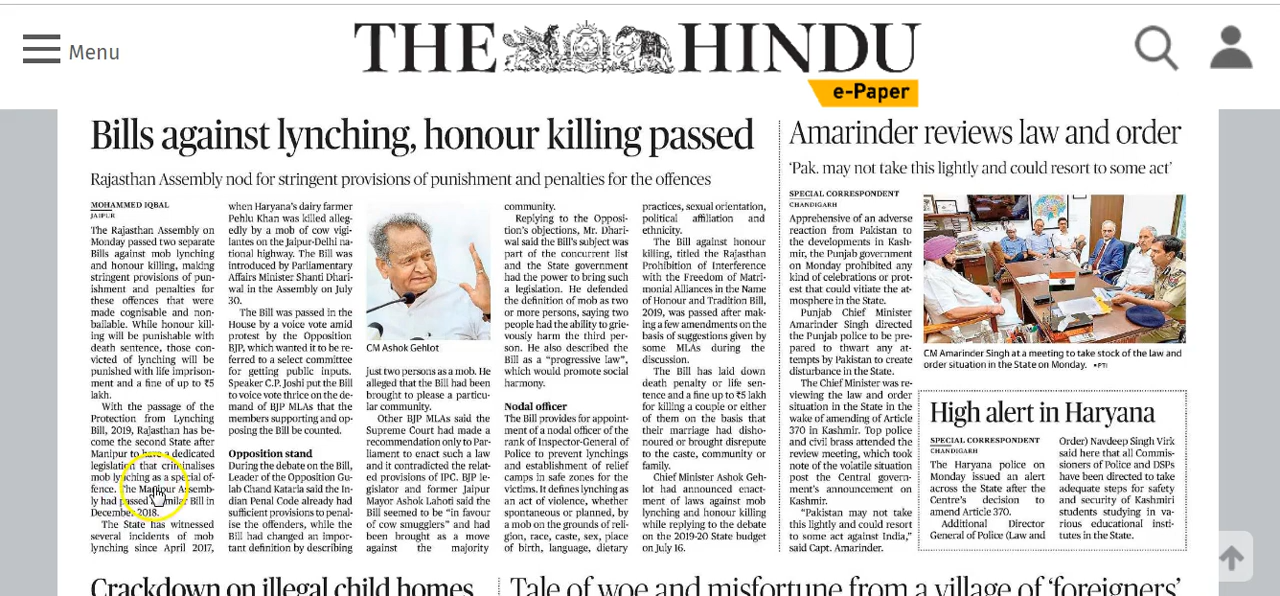 Menu
THE HINDU
e-Paper
Bills against lynching, honour killing passed
Rajasthan Assembly nod for stringent provisions of punishment and penalties for the offences
MOHAMMED IQBAL
JAIPUR
The Rajasthan Assembly on
Monday passed two separate
Bills against mob lynching
and honour killing, making
stringent provisions of pun-
ishment and penalties for
these offences that were
made cognisable and non-
bailable. While honour kill-
ing will be punishable with
death sentence, those con-
victed of lynching will be
punished with life imprison-
ment and a fine of up to ₹5
lakh.
With the passage of the
Protection from Lynching
Bill, 2019, Rajasthan has be-
come the second State after
Manipur to have a dedicated
legislation that criminalises
mob lynching as a special of-
fence. The Manipur Assemb-
ly had passed a similar Bill in
December 2018.
The State has witnessed
several incidents of mob
lynching since April 2017,
when Haryana's dairy farmer
Pehlu Khan was killed alleg-
edly by a mob of cow vigi-
lantes on the Jaipur-Delhi na-
tional highway. The Bill was
introduced by Parliamentary
Affairs Minister Shanti Dhari-
wal in the Assembly on July
30.
The Bill was passed in the
House by a voice vote amid
protest by the Opposition
BJP, which wanted it to be re-
ferred to a select committee
for getting public inputs.
Speaker C.P. Joshi put the Bill
to voice vote thrice on the de-
mand of BJP MLAs that the
members supporting and op-
posing the Bill be counted.
Opposition stand
During the debate on the Bill,
Leader of the Opposition Gu-
lab Chand Kataria said the In-
dian Penal Code already had
sufficient provisions to penal-
ise the offenders, while the
Bill had changed an impor-
tant definition by describing
CM Ashok Gehlot
just two persons as a mob. He
alleged that the Bill had been
brought to please a particu-
lar community.
Other BJP MLAs said the
Supreme Court had made a
recommendation only to Par-
liament to enact such a law
and it contradicted the relat-
ed provisions of IPC. BJP le-
gislator and former Jaipur
Mayor Ashok Lahoti said the
Bill seemed to be "in favour
of cow smugglers" and had
been brought as a move
against the majority
community.
Replying to the Opposi-
tion's objections, Mr. Dhari-
wal said the Bill's subject was
part of the concurrent list
and the State government
had the power to bring such
a legislation. He defended
the definition of mob as two
or more persons, saying two
people had the ability to grie-
vously harm the third per-
son. He also described the
Bill as a "progressive law",
which would promote social
harmony.
Nodal officer
The Bill provides for appoint-
ment of a nodal officer of the
rank of Inspector-General of
Police to prevent lynchings
and establishment of relief
camps in safe zones for the
victims. It defines lynching as
an act of violence, whether
spontaneous or planned, by
a mob on the grounds of reli-
gion, race, caste, sex, place
of birth, language, dietary
practices, sexual orientation,
political affiliation and
ethnicity.
The Bill against honour
killing, titled the Rajasthan
Prohibition of Interference
with the Freedom of Matri-
monial Alliances in the Name
of Honour and Tradition Bill,
2019, was passed after mak-
ing a few amendments on the
basis of suggestions given by
some MLAs during the
discussion.
The Bill has laid down
death penalty or life sen-
tence and a fine up to ₹5 lakh
for killing a couple or either
of them on the basis that
their marriage had disho-
noured or brought disrepute
to the caste, community or
family.
Chief Minister Ashok Geh-
lot had announced enact-
ment of laws against mob
lynching and honour killing
while replying to the debate
on the 2019-20 State budget
on July 16.
Amarinder reviews law and order
'Pak. may not take this lightly and could resort to some act'
SPECIAL CORRESPONDENT
CHANDIGARH
Apprehensive of an adverse
reaction from Pakistan to
the developments in Kash-
mir, the Punjab government
on Monday prohibited any
kind of celebrations or prot-
est that could vitiate the at-
mosphere in the State.
Punjab Chief Minister
Amarinder Singh directed
the Punjab police to be pre-
pared to thwart any at-
tempts by Pakistan to create
disturbance in the State.
The Chief Minister was re-
viewing the law and order
situation in the State in the
wake of amending of Article
370 in Kashmir. Top police
and civil brass attended the
review meeting, which took
note of the volatile situation
post the Central govern-
ment's announcement on
Kashmir.
"Pakistan may not take
this lightly and could resort
to some act against India,"
said Capt. Amarinder.
CM Amarinder Singh at a meeting to take stock of the law and
order situation in the State on Monday. •PTI
High alert in Haryana
SPECIAL CORRESPONDENT
CHANDIGARH
The Haryana police on
Monday issued an alert
across the State after the
Centre's decision to
amend Article 370.
Additional Director
General of Police (Law and
Order) Navdeep Singh Virk
said here that all Commis-
sioners of Police and DSPs
have been directed to take
adequate steps for safety
and security of Kashmiri
students studying in va-
rious educational insti-
tutes in the State.
Crackdown on illegal child homes
Tale of woe and misfortune from a village of 'foreigners'